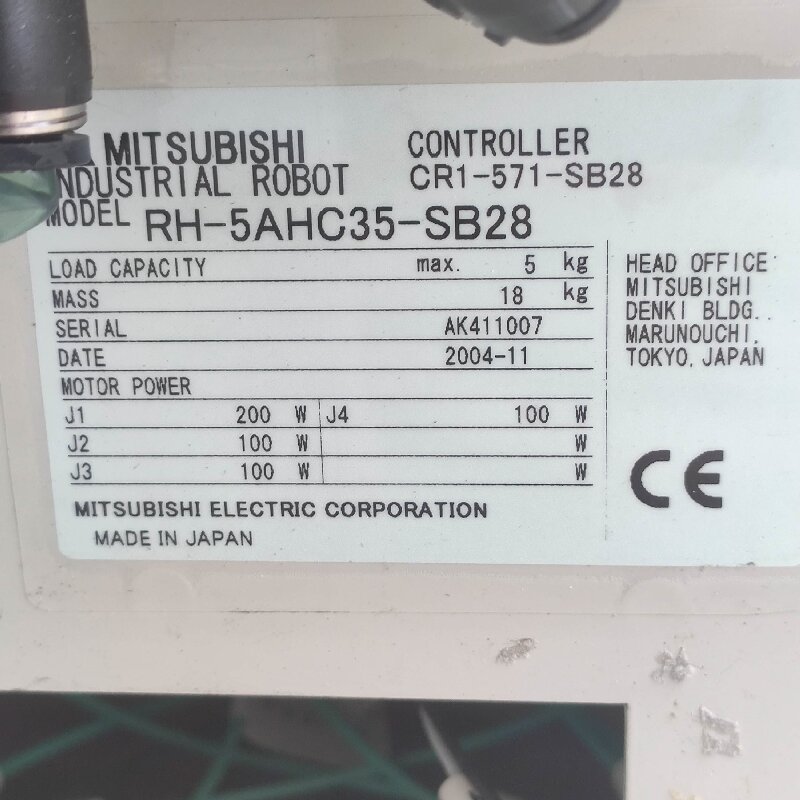 MITSUBISHI
INDUSTRIAL ROBOT
CONTROLLER
CR1-571-SB28
MODEL RH-5AHC35-SB28
LOAD CAPACITY max. 5 kg
MASS 18 kg
SERIAL AK411007
DATE 2004-11
MOTOR POWER
J1 200 W J4 100 W
J2 100 W W
J3 100 W W
MITSUBISHI ELECTRIC CORPORATION
MADE IN JAPAN
HEAD OFFICE
MITSUBISHI
DENKI BLDG.,
MARUNOUCHI,
TOKYO, JAPAN
CE